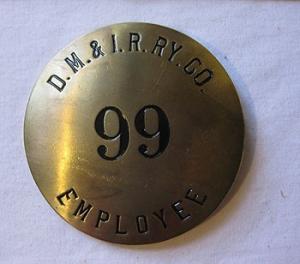 D. M. & I. R. RY. CO.
99
EMPLOYEE